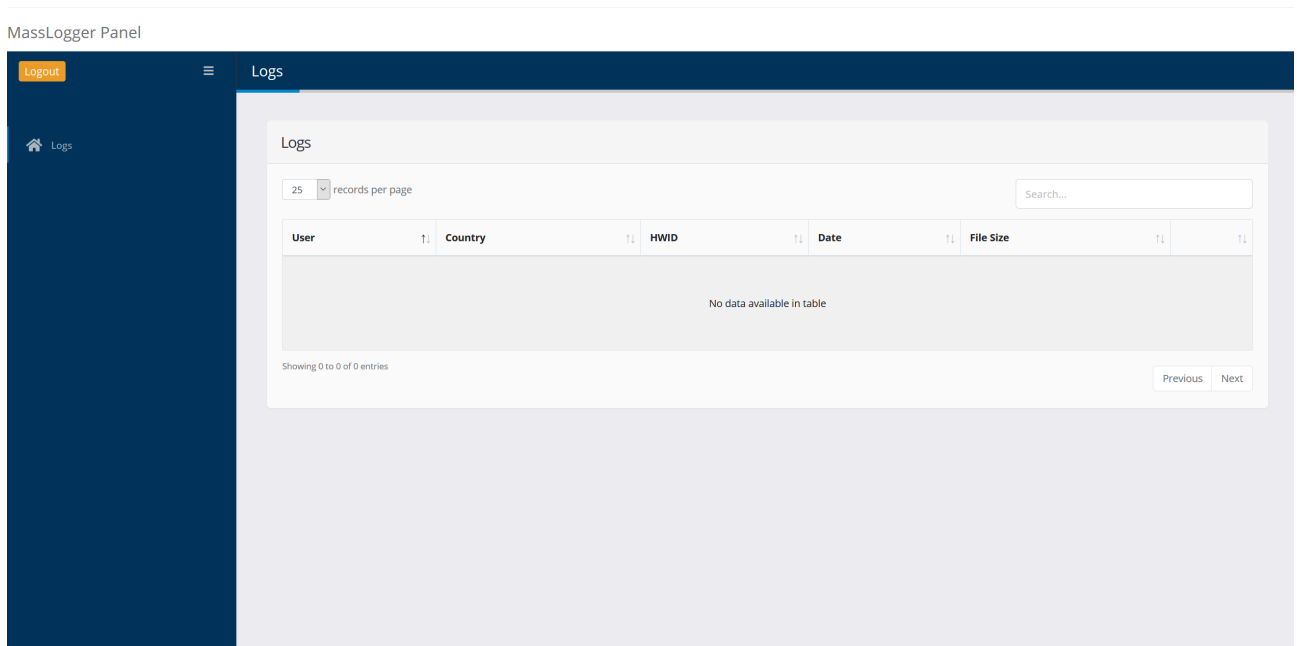 MassLogger Panel
Logout
Logs
Logs
Logs
25 records per page
Search...
User Country HWID Date File Size
No data available in table
Showing 0 to 0 of 0 entries
Previous Next